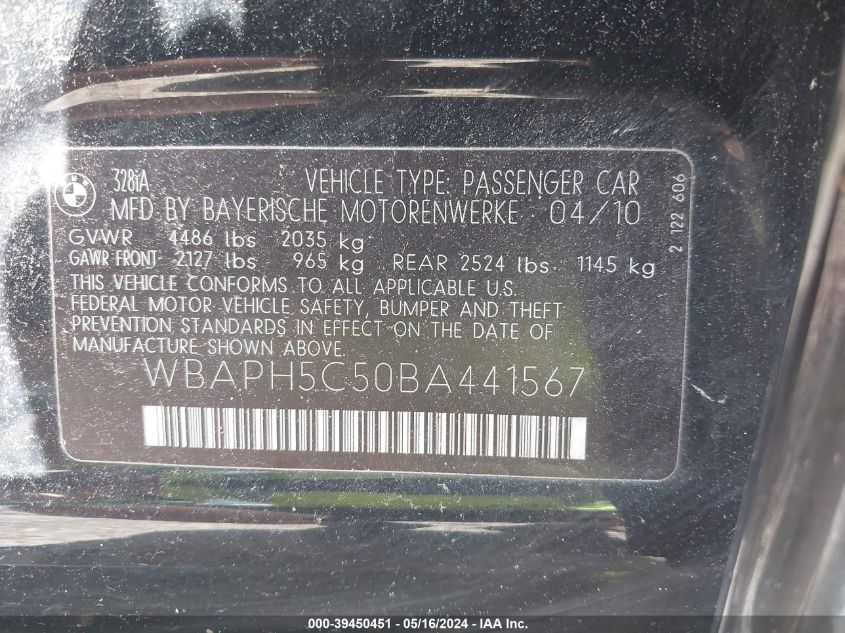 BMW
328iA VEHICLE TYPE: PASSENGER CAR
MFD BY BAYERISCHE MOTORENWERKE 04/10
GVWR 4486 lbs 2035 kg
GAWR FRONT 2127 lbs 965 kg REAR 2524 lbs 1145 kg
THIS VEHICLE CONFORMS TO ALL APPLICABLE U.S.
FEDERAL MOTOR VEHICLE SAFETY, BUMPER AND THEFT
PREVENTION STANDARDS IN EFFECT ON THE DATE OF
MANUFACTURE SHOWN ABOVE.
WBAPH5C50BA441567
2 122 606
000-39450451 - 05/16/2024 - IAA, Inc.